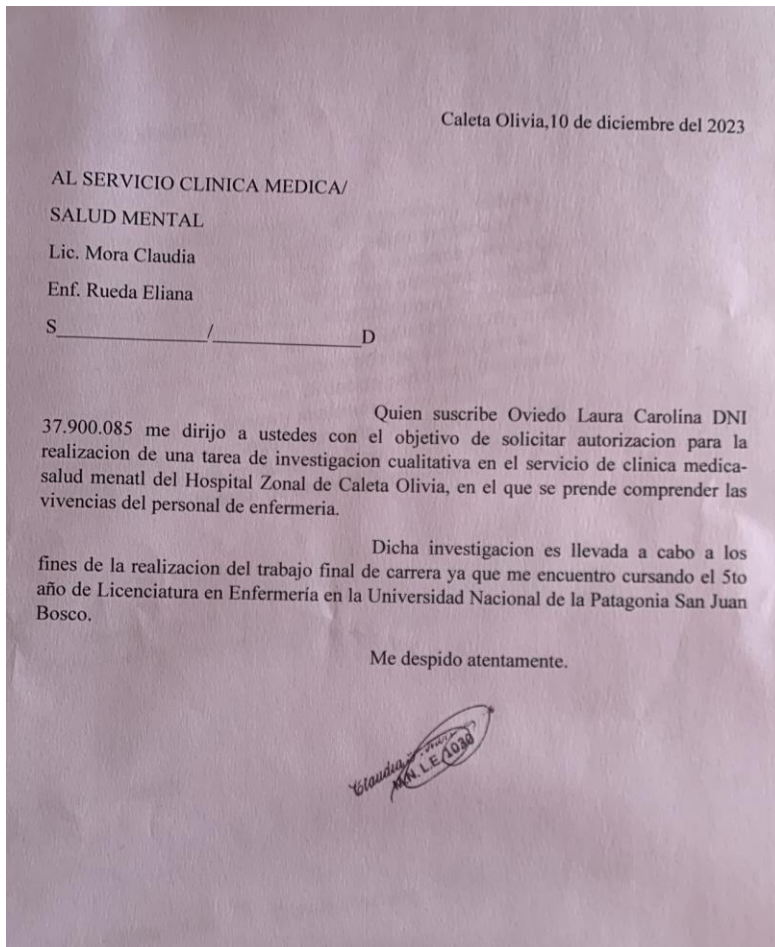 Caleta Olivia,10 de diciembre del 2023
AL SERVICIO CLINICA MEDICA/
SALUD MENTAL
Lic. Mora Claudia
Enf. Rueda Eliana
S_______________/_______________D
Quien suscribe Oviedo Laura Carolina DNI
37.900.085 me dirijo a ustedes con el objetivo de solicitar autorizacion para la
realizacion de una tarea de investigacion cualitativa en el servicio de clinica medica-
salud menatl del Hospital Zonal de Caleta Olivia, en el que se prende comprender las
vivencias del personal de enfermeria.
Dicha investigacion es llevada a cabo a los
fines de la realizacion del trabajo final de carrera ya que me encuentro cursando el 5to
año de Licenciatura en Enfermería en la Universidad Nacional de la Patagonia San Juan
Bosco.
Me despido atentamente.
Claudia
L.E. 1030